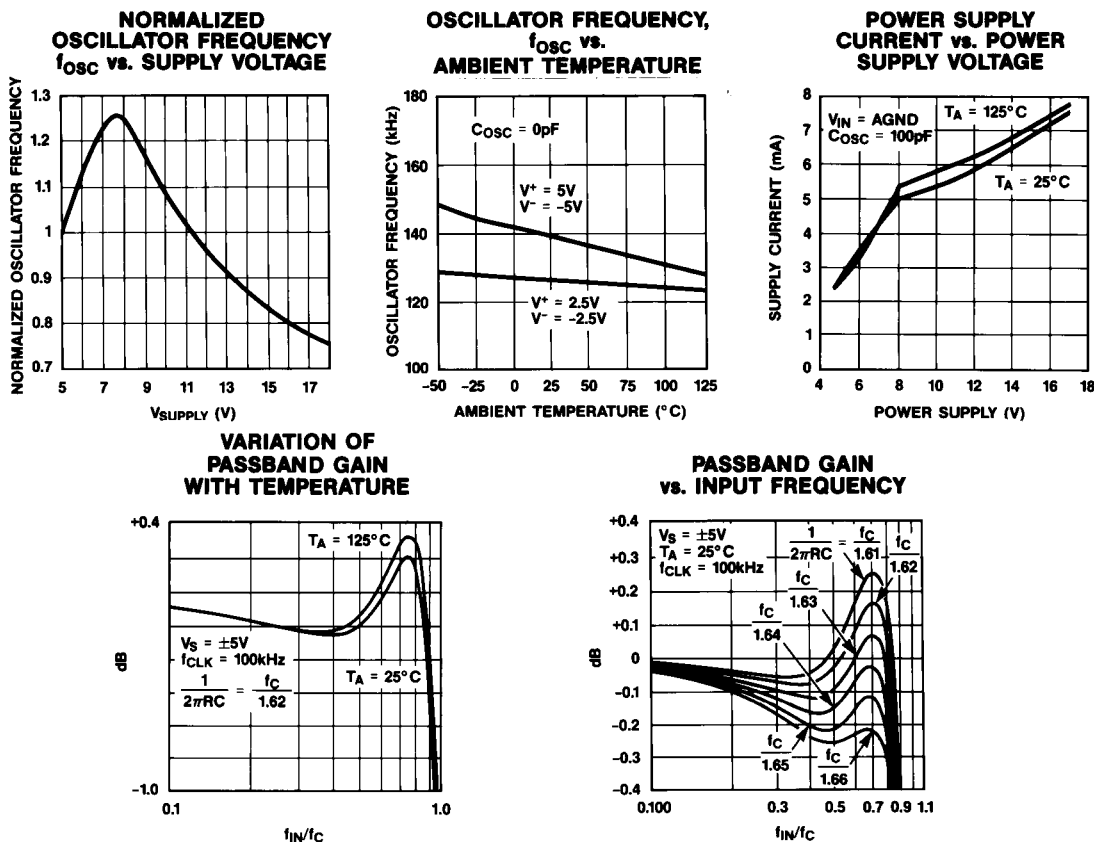 NORMALIZED
OSCILLATOR FREQUENCY
fOSC vs. SUPPLY VOLTAGE
NORMALIZED OSCILLATOR FREQUENCY
1.3
1.2
1.1
1
0.9
0.8
0.7
5 7 9 11 13 15 17
VSUPPLY (V)
OSCILLATOR FREQUENCY,
fOSC vs.
AMBIENT TEMPERATURE
OSCILLATOR FREQUENCY (kHz)
180
160
140
120
100
COSC = 0pF
V+ = 5V
V– = –5V
V+ = 2.5V
V– = –2.5V
–50 –25 0 25 50 75 100 125
AMBIENT TEMPERATURE (°C)
POWER SUPPLY
CURRENT vs. POWER
SUPPLY VOLTAGE
SUPPLY CURRENT (mA)
8
7
6
5
4
3
2
1
0
VIN = AGND
COSC = 100pF
TA = 125°C
TA = 25°C
4 6 8 10 12 14 16 18
POWER SUPPLY (V)
VARIATION OF
PASSBAND GAIN
WITH TEMPERATURE
dB
+0.4
–1.0
TA = 125°C
VS = ±5V
fCLK = 100kHz
1/2πRC = fC/1.62
TA = 25°C
0.1 1.0
fIN/fC
PASSBAND GAIN
vs. INPUT FREQUENCY
dB
+0.4
+0.3
+0.2
+0.1
0
–0.1
–0.2
–0.3
–0.4
VS = ±5V
TA = 25°C
fCLK = 100kHz
1/2πRC = fC/1.61
fC/1.62
fC/1.63
fC/1.64
fC/1.65
fC/1.66
0.100 0.3 0.5 0.7 0.9 1.1
fIN/fC